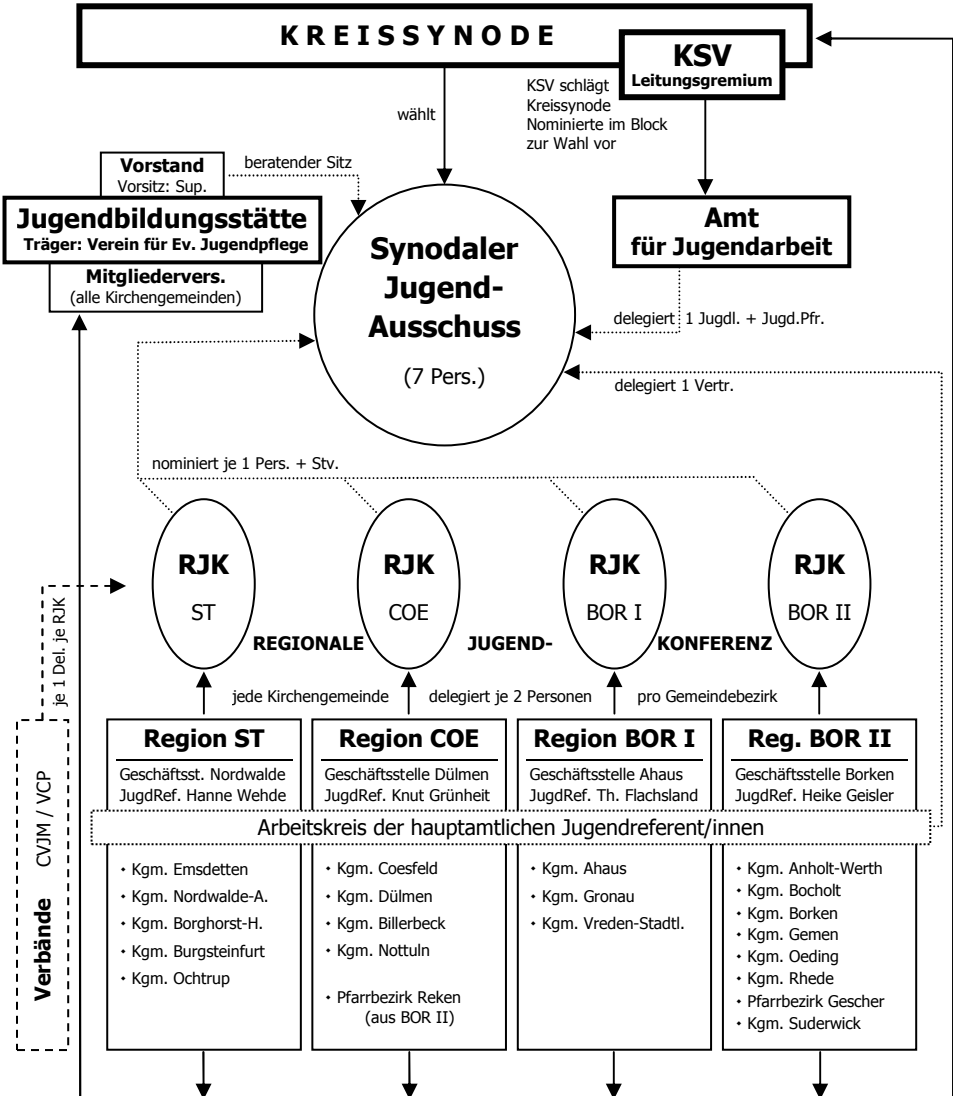 KREISSYNODE
KSV
Leitungsgremium
KSV schlägt
Kreissynode
Nominierte im Block
zur Wahl vor
wählt
beratender Sitz
Vorstand
Vorsitz: Sup.
Jugendbildungsstätte
Träger: Verein für Ev. Jugendpflege
Mitgliedervers.
(alle Kirchengemeinden)
Synodaler
Jugend-
Ausschuss
(7 Pers.)
Amt
für Jugendarbeit
delegiert 1 Jugdl. + Jugd.Pfr.
delegiert 1 Vertr.
nominiert je 1 Pers. + Stv.
RJK
ST
RJK
COE
RJK
BOR I
RJK
BOR II
REGIONALE JUGEND- KONFERENZ
je 1 Del. je RJK
jede Kirchengemeinde delegiert je 2 Personen pro Gemeindebezirk
Verbände CVJM / VCP
Region ST
Geschäftsst. Nordwalde
JugdRef. Hanne Wehde
Region COE
Geschäftsstelle Dülmen
JugdRef. Knut Grünheit
Region BOR I
Geschäftsstelle Ahaus
JugdRef. Th. Flachsland
Reg. BOR II
Geschäftsstelle Borken
JugdRef. Heike Geisler
Arbeitskreis der hauptamtlichen Jugendreferent/innen
• Kgm. Emsdetten
• Kgm. Nordwalde-A.
• Kgm. Borghorst-H.
• Kgm. Burgsteinfurt
• Kgm. Ochtrup
• Kgm. Coesfeld
• Kgm. Dülmen
• Kgm. Billerbeck
• Kgm. Nottuln
• Pfarrbezirk Reken
(aus BOR II)
• Kgm. Ahaus
• Kgm. Gronau
• Kgm. Vreden-Stadtl.
• Kgm. Anholt-Werth
• Kgm. Bocholt
• Kgm. Borken
• Kgm. Gemen
• Kgm. Oeding
• Kgm. Rhede
• Pfarrbezirk Gescher
• Kgm. Suderwick